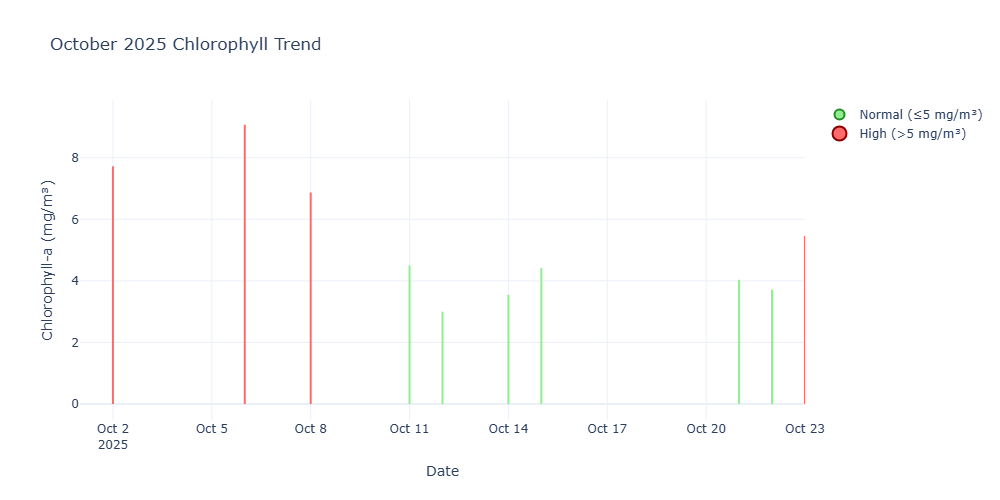 October 2025 Chlorophyll Trend
Normal (≤5 mg/m³)
High (>5 mg/m³)
Chlorophyll-a (mg/m³)
8
6
4
2
0
Oct 2 Oct 5 Oct 8 Oct 11 Oct 14 Oct 17 Oct 20 Oct 23
2025
Date